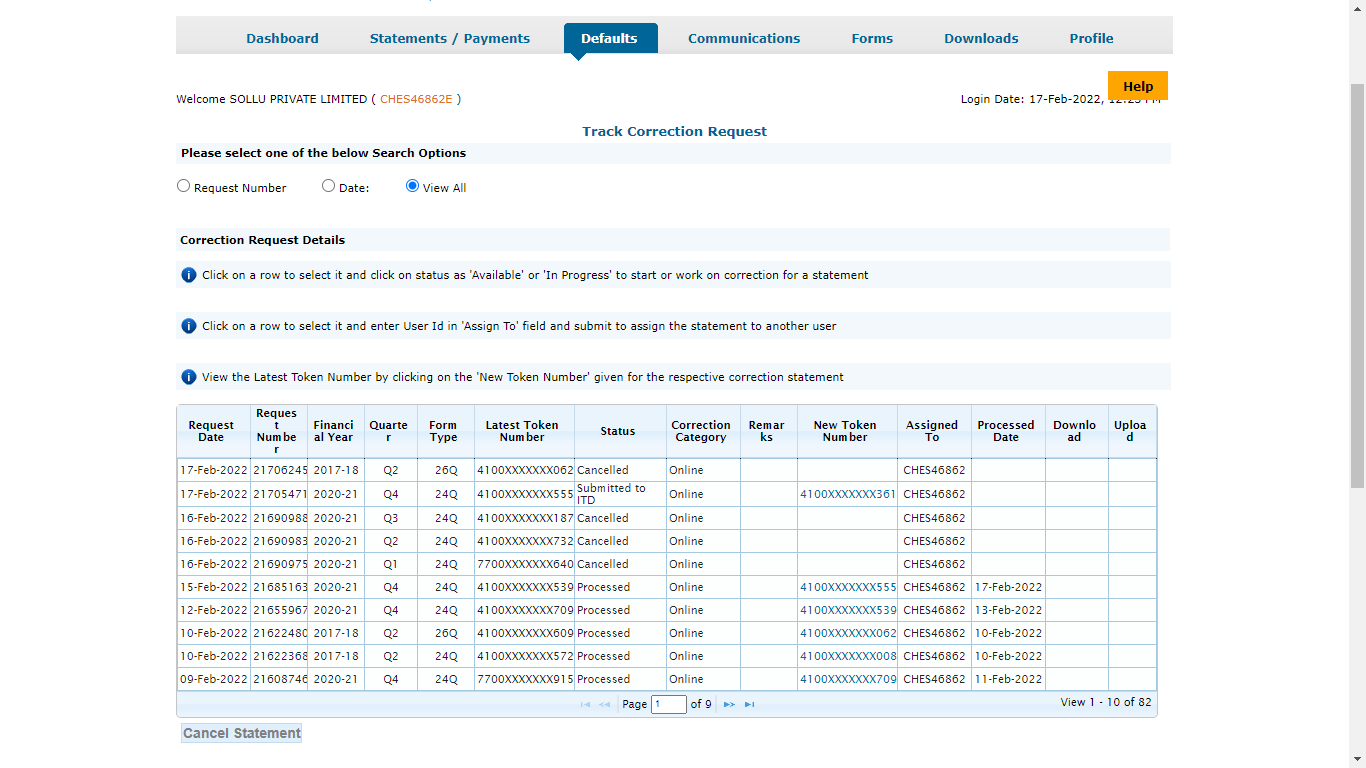 Dashboard Statements / Payments Defaults Communications Forms Downloads Profile
Help
Welcome SOLLU PRIVATE LIMITED ( CHES46862E ) Login Date: 17-Feb-2022,
Track Correction Request
Please select one of the below Search Options
Request Number Date: View All
Correction Request Details
i Click on a row to select it and click on status as 'Available' or 'In Progress' to start or work on correction for a statement
i Click on a row to select it and enter User Id in 'Assign To' field and submit to assign the statement to another user
i View the Latest Token Number by clicking on the 'New Token Number' given for the respective correction statement
Request Date Reques t Numbe r Financi al Year Quarte r Form Type Latest Token Number Status Correction Category Remar ks New Token Number Assigned To Processed Date Downlo ad Uploa d
17-Feb-2022 21706245 2017-18 Q2 26Q 4100XXXXXXX062 Cancelled Online CHES46862
17-Feb-2022 21705471 2020-21 Q4 24Q 4100XXXXXXX555 Submitted to ITD Online 4100XXXXXXX361 CHES46862
16-Feb-2022 21690988 2020-21 Q3 24Q 4100XXXXXXX187 Cancelled Online CHES46862
16-Feb-2022 21690983 2020-21 Q2 24Q 4100XXXXXXX732 Cancelled Online CHES46862
16-Feb-2022 21690975 2020-21 Q1 24Q 7700XXXXXXX640 Cancelled Online CHES46862
15-Feb-2022 21685163 2020-21 Q4 24Q 4100XXXXXXX539 Processed Online 4100XXXXXXX555 CHES46862 17-Feb-2022
12-Feb-2022 21655967 2020-21 Q4 24Q 4100XXXXXXX709 Processed Online 4100XXXXXXX539 CHES46862 13-Feb-2022
10-Feb-2022 21622480 2017-18 Q2 26Q 4100XXXXXXX609 Processed Online 4100XXXXXXX062 CHES46862 10-Feb-2022
10-Feb-2022 21622368 2017-18 Q2 24Q 4100XXXXXXX572 Processed Online 4100XXXXXXX008 CHES46862 10-Feb-2022
09-Feb-2022 21608746 2020-21 Q4 24Q 7700XXXXXXX915 Processed Online 4100XXXXXXX709 CHES46862 11-Feb-2022
Page 1 of 9 View 1 - 10 of 82
Cancel Statement